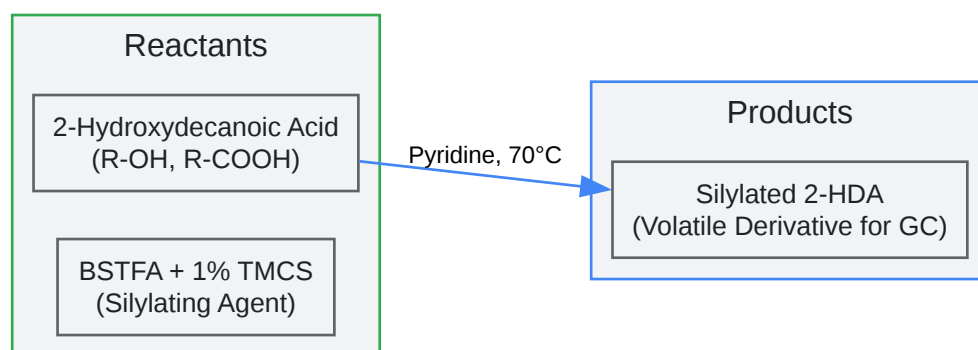 Reactants
2-Hydroxydecanoic Acid
(R-OH, R-COOH)
BSTFA + 1% TMCS
(Silylating Agent)
Pyridine, 70°C
Products
Silylated 2-HDA
(Volatile Derivative for GC)